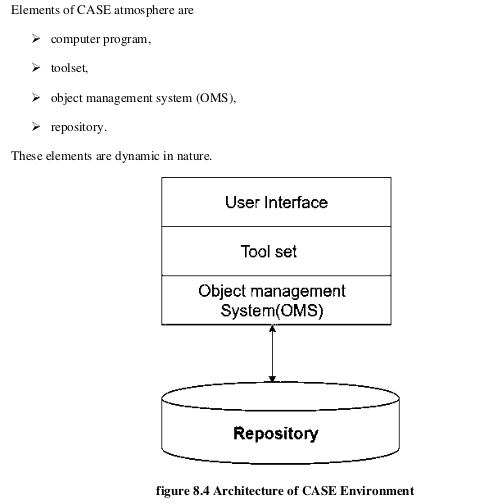 Elements of CASE atmosphere are
➢ computer program,
➢ toolset,
➢ object management system (OMS),
➢ repository.
These elements are dynamic in nature.
User Interface
Tool set
Object management
System(OMS)
Repository
figure 8.4 Architecture of CASE Environment